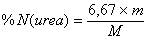 % N(urea) = 6,67 × m / M